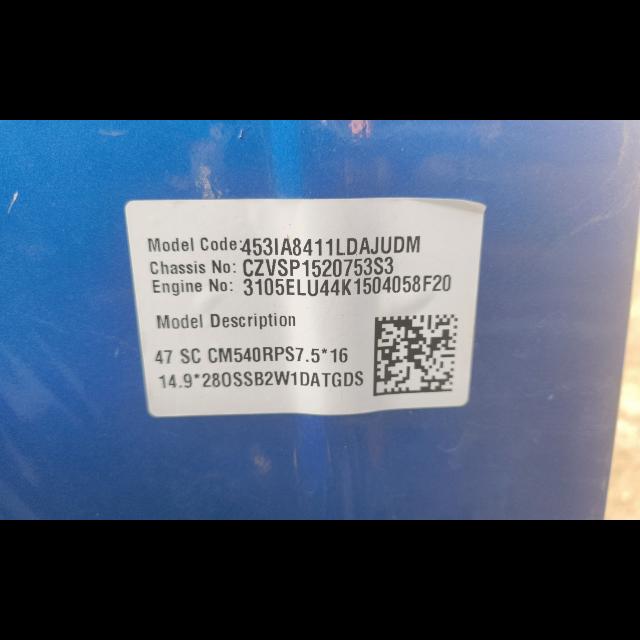 Model Code:453IA8411LDAJUDM
Chassis No: CZVSP1520753S3
Engine No: 3105ELU44K1504058F20
Model Description
47 SC CM540RPS7.5*16
14.9*28OSSB2W1DATGDS